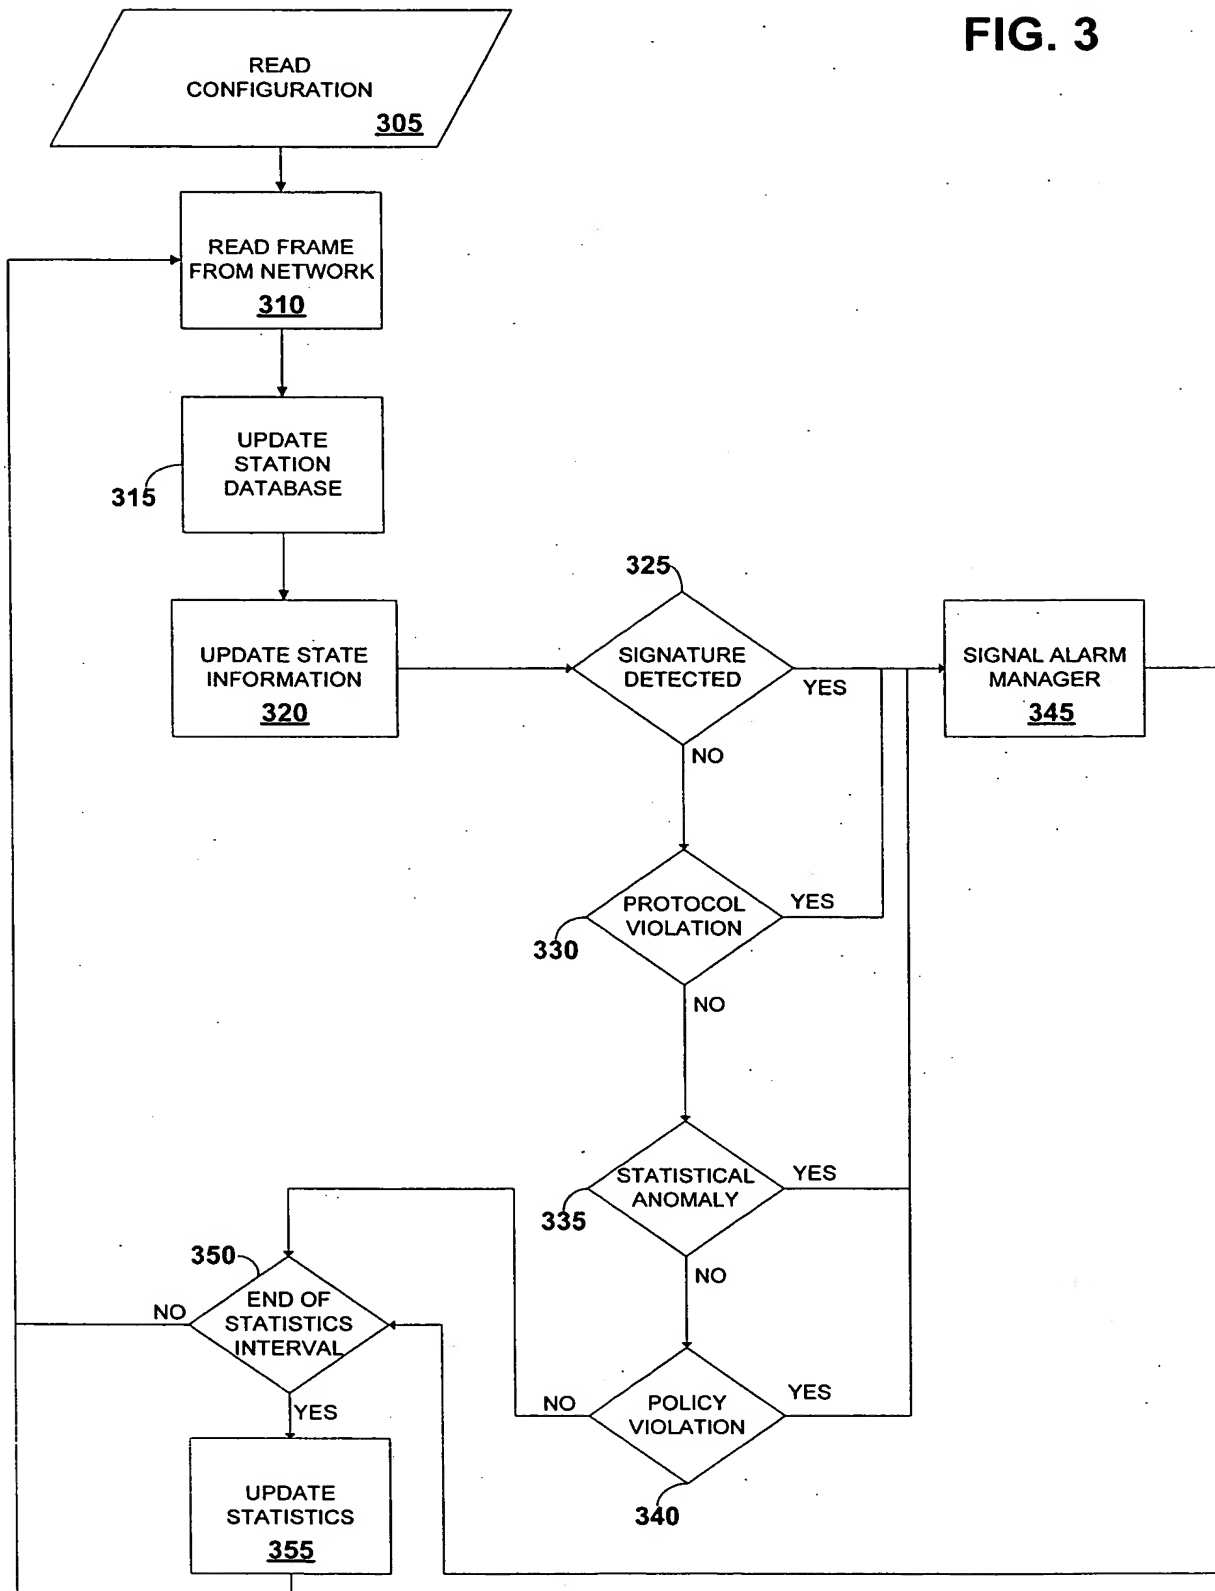 FIG. 3
READ
CONFIGURATION
305
READ FRAME
FROM NETWORK
310
UPDATE
STATION
DATABASE
315
UPDATE STATE
INFORMATION
320
325
SIGNATURE
DETECTED
YES
NO
SIGNAL ALARM
MANAGER
345
PROTOCOL
VIOLATION
YES
330
NO
STATISTICAL
ANOMALY
YES
335
NO
350
END OF
STATISTICS
INTERVAL
NO
YES
POLICY
VIOLATION
YES
NO
340
UPDATE
STATISTICS
355